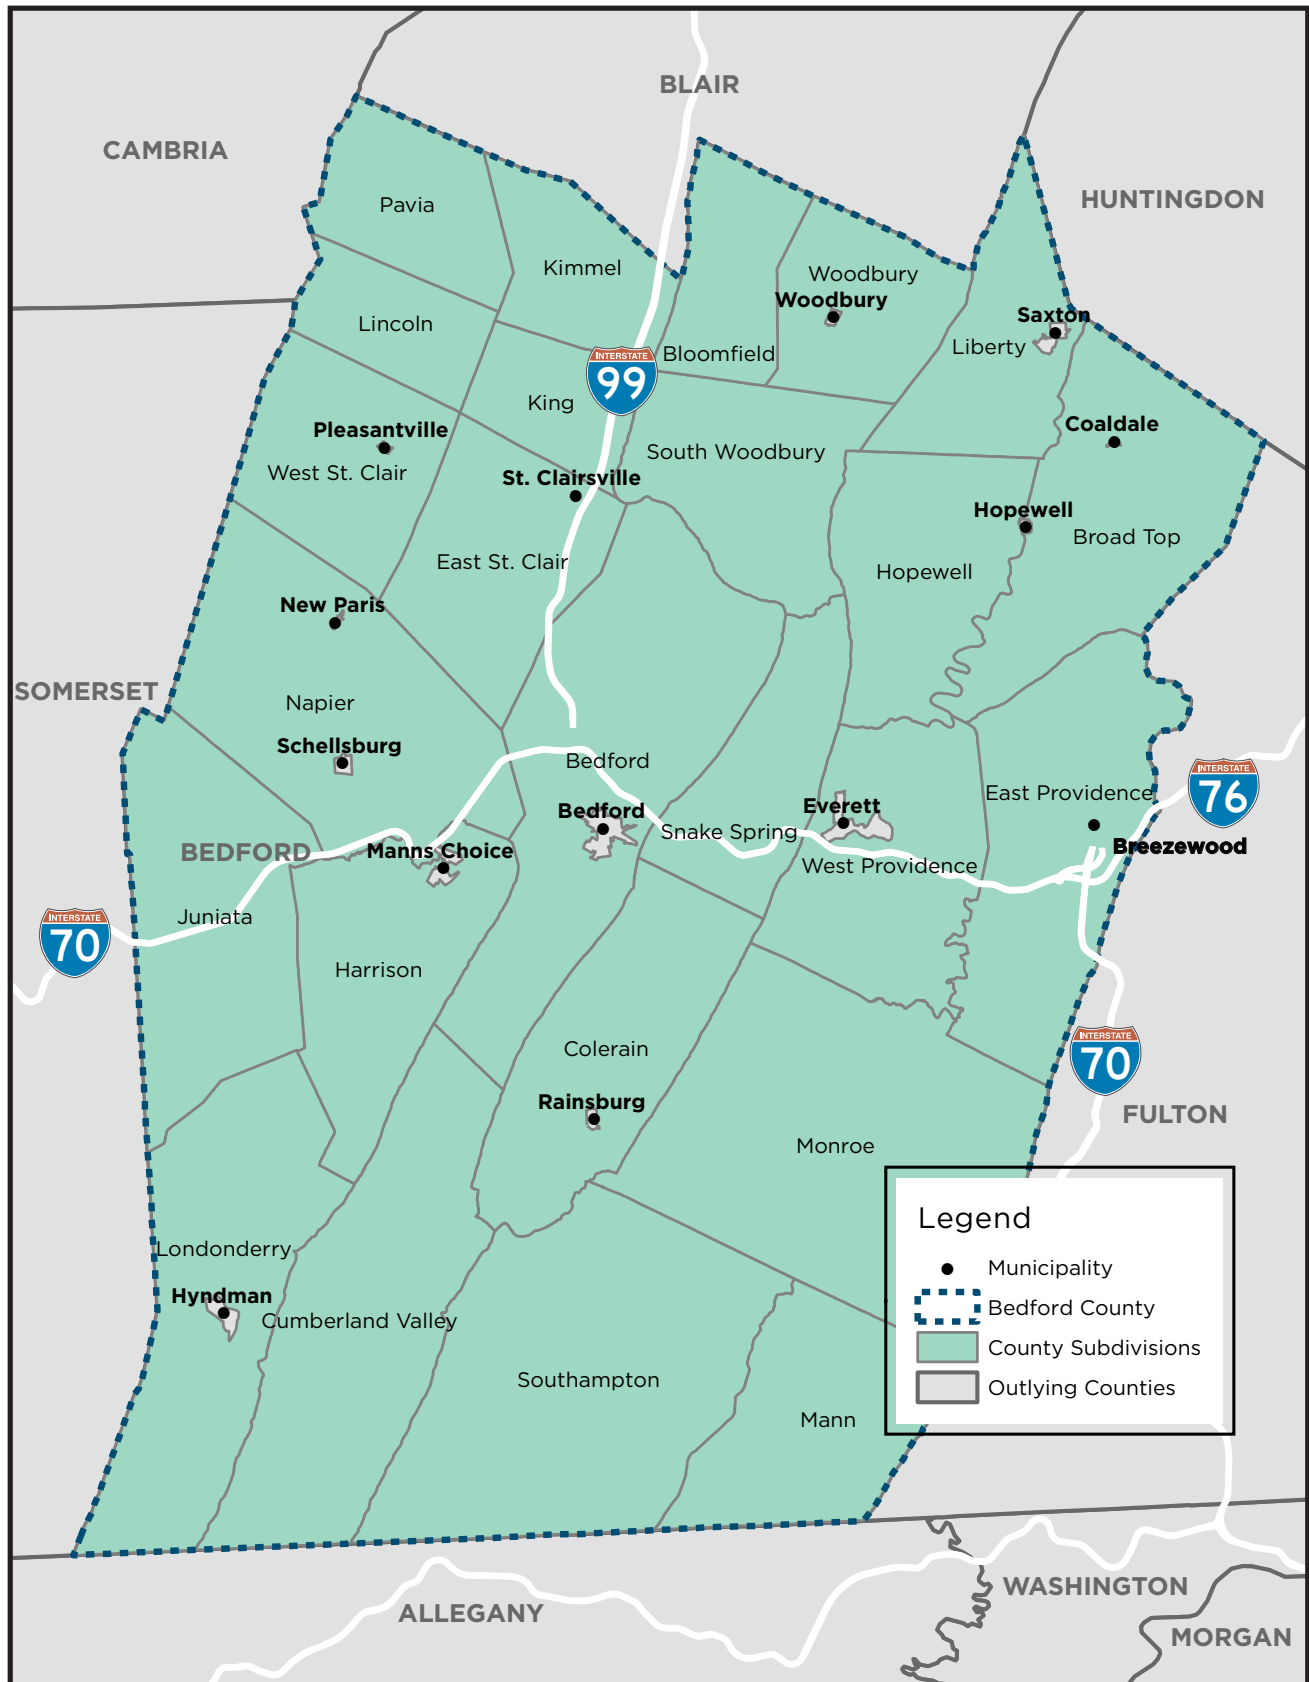 BLAIR
CAMBRIA
HUNTINGDON
Pavia
Kimmel
Woodbury
Woodbury
Saxton
Lincoln
Liberty
Bloomfield
INTERSTATE
99
King
Coaldale
Pleasantville
South Woodbury
West St. Clair
St. Clairsville
Hopewell
Broad Top
East St. Clair
Hopewell
New Paris
SOMERSET
Napier
Schellsburg
Bedford
INTERSTATE
76
East Providence
Everett
Bedford
Snake Spring
Breezewood
BEDFORD
Manns Choice
West Providence
Juniata
INTERSTATE
70
Harrison
Colerain
INTERSTATE
70
Rainsburg
FULTON
Monroe
Londonderry
Hyndman
Cumberland Valley
Southampton
Mann
Legend
Municipality
Bedford County
County Subdivisions
Outlying Counties
WASHINGTON
ALLEGANY
MORGAN